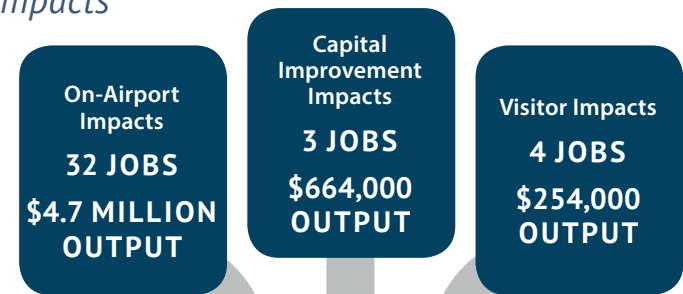 Impacts
On-Airport
Impacts
32 JOBS
$4.7 MILLION
OUTPUT
Capital
Improvement
Impacts
3 JOBS
$664,000
OUTPUT
Visitor Impacts
4 JOBS
$254,000
OUTPUT